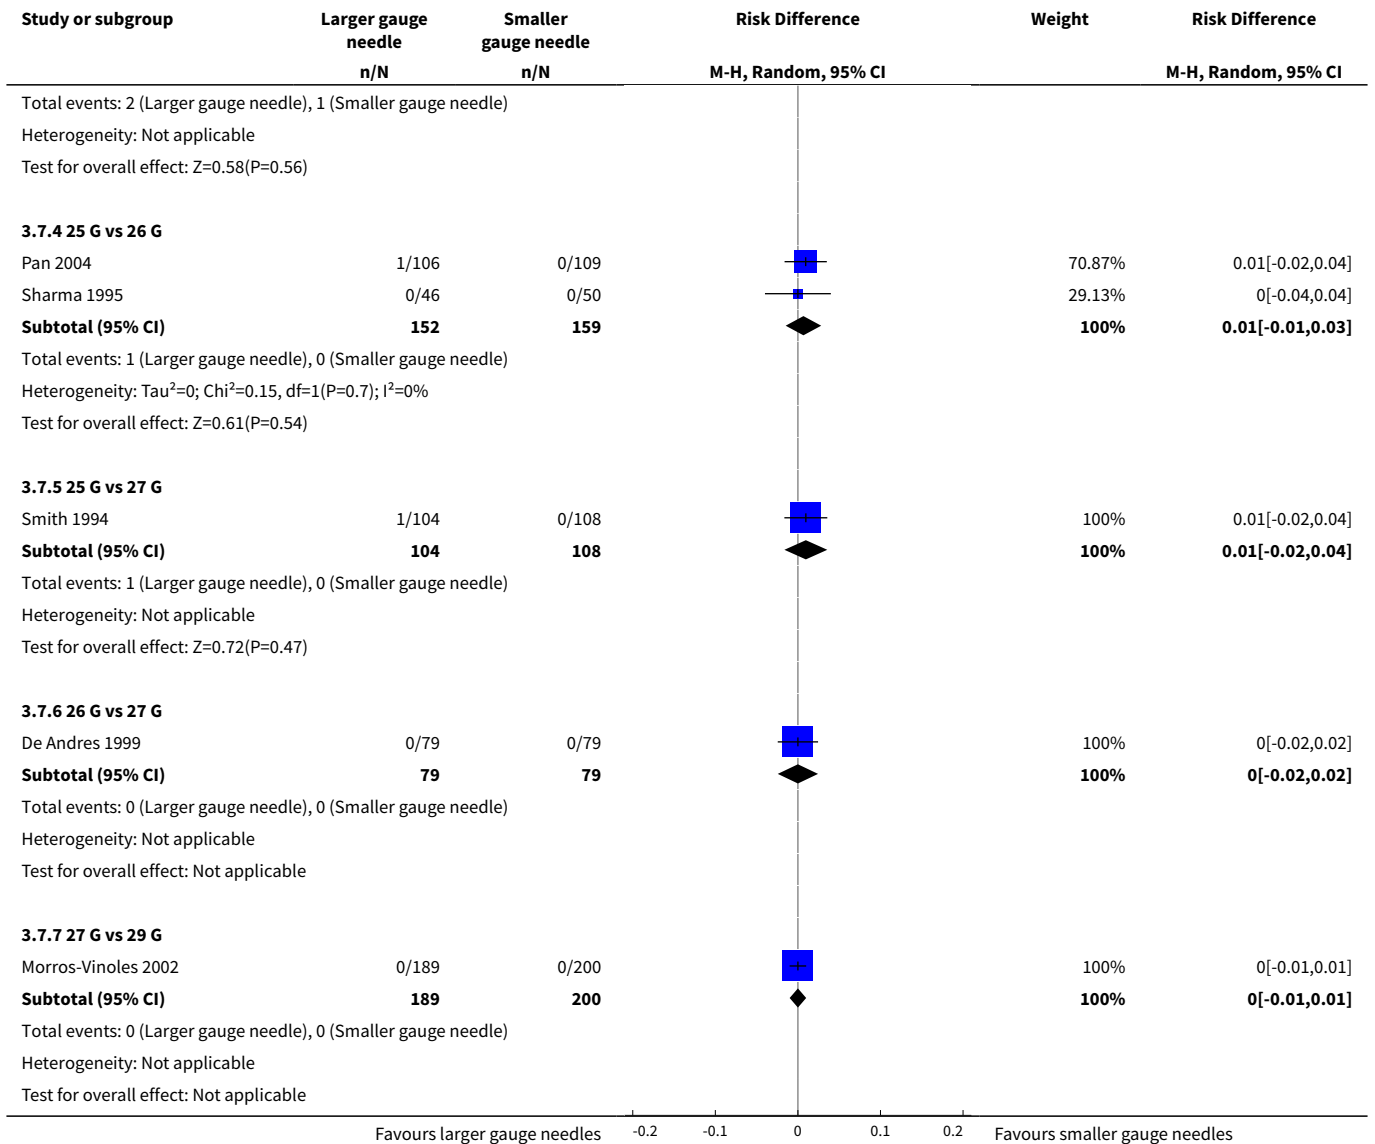 Study or subgroup Larger gauge needle Smaller gauge needle Risk Difference Weight Risk Difference
n/N n/N M-H, Random, 95% CI M-H, Random, 95% CI
Total events: 2 (Larger gauge needle), 1 (Smaller gauge needle)
Heterogeneity: Not applicable
Test for overall effect: Z=0.58(P=0.56)
3.7.4 25 G vs 26 G
Pan 2004 1/106 0/109 70.87% 0.01[-0.02,0.04]
Sharma 1995 0/46 0/50 29.13% 0[-0.04,0.04]
Subtotal (95% CI) 152 159 100% 0.01[-0.01,0.03]
Total events: 1 (Larger gauge needle), 0 (Smaller gauge needle)
Heterogeneity: Tau²=0; Chi²=0.15, df=1(P=0.7); I²=0%
Test for overall effect: Z=0.61(P=0.54)
3.7.5 25 G vs 27 G
Smith 1994 1/104 0/108 100% 0.01[-0.02,0.04]
Subtotal (95% CI) 104 108 100% 0.01[-0.02,0.04]
Total events: 1 (Larger gauge needle), 0 (Smaller gauge needle)
Heterogeneity: Not applicable
Test for overall effect: Z=0.72(P=0.47)
3.7.6 26 G vs 27 G
De Andres 1999 0/79 0/79 100% 0[-0.02,0.02]
Subtotal (95% CI) 79 79 100% 0[-0.02,0.02]
Total events: 0 (Larger gauge needle), 0 (Smaller gauge needle)
Heterogeneity: Not applicable
Test for overall effect: Not applicable
3.7.7 27 G vs 29 G
Morros-Vinoles 2002 0/189 0/200 100% 0[-0.01,0.01]
Subtotal (95% CI) 189 200 100% 0[-0.01,0.01]
Total events: 0 (Larger gauge needle), 0 (Smaller gauge needle)
Heterogeneity: Not applicable
Test for overall effect: Not applicable
Favours larger gauge needles -0.2 -0.1 0 0.1 0.2 Favours smaller gauge needles